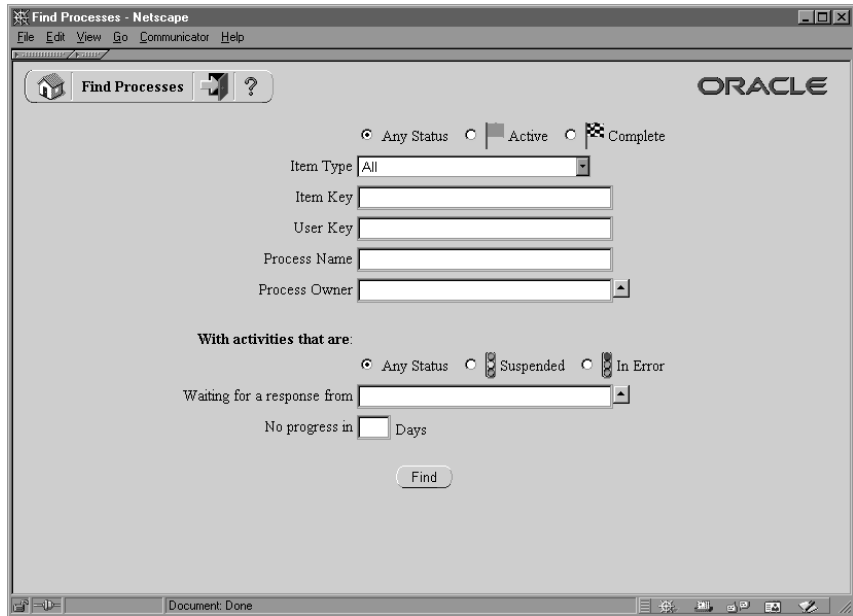 Find Processes - Netscape
File Edit View Go Communicator Help
Find Processes ?
ORACLE
Any Status Active Complete
Item Type All
Item Key
User Key
Process Name
Process Owner
With activities that are:
Any Status Suspended In Error
Waiting for a response from
No progress in Days
Find
Document: Done